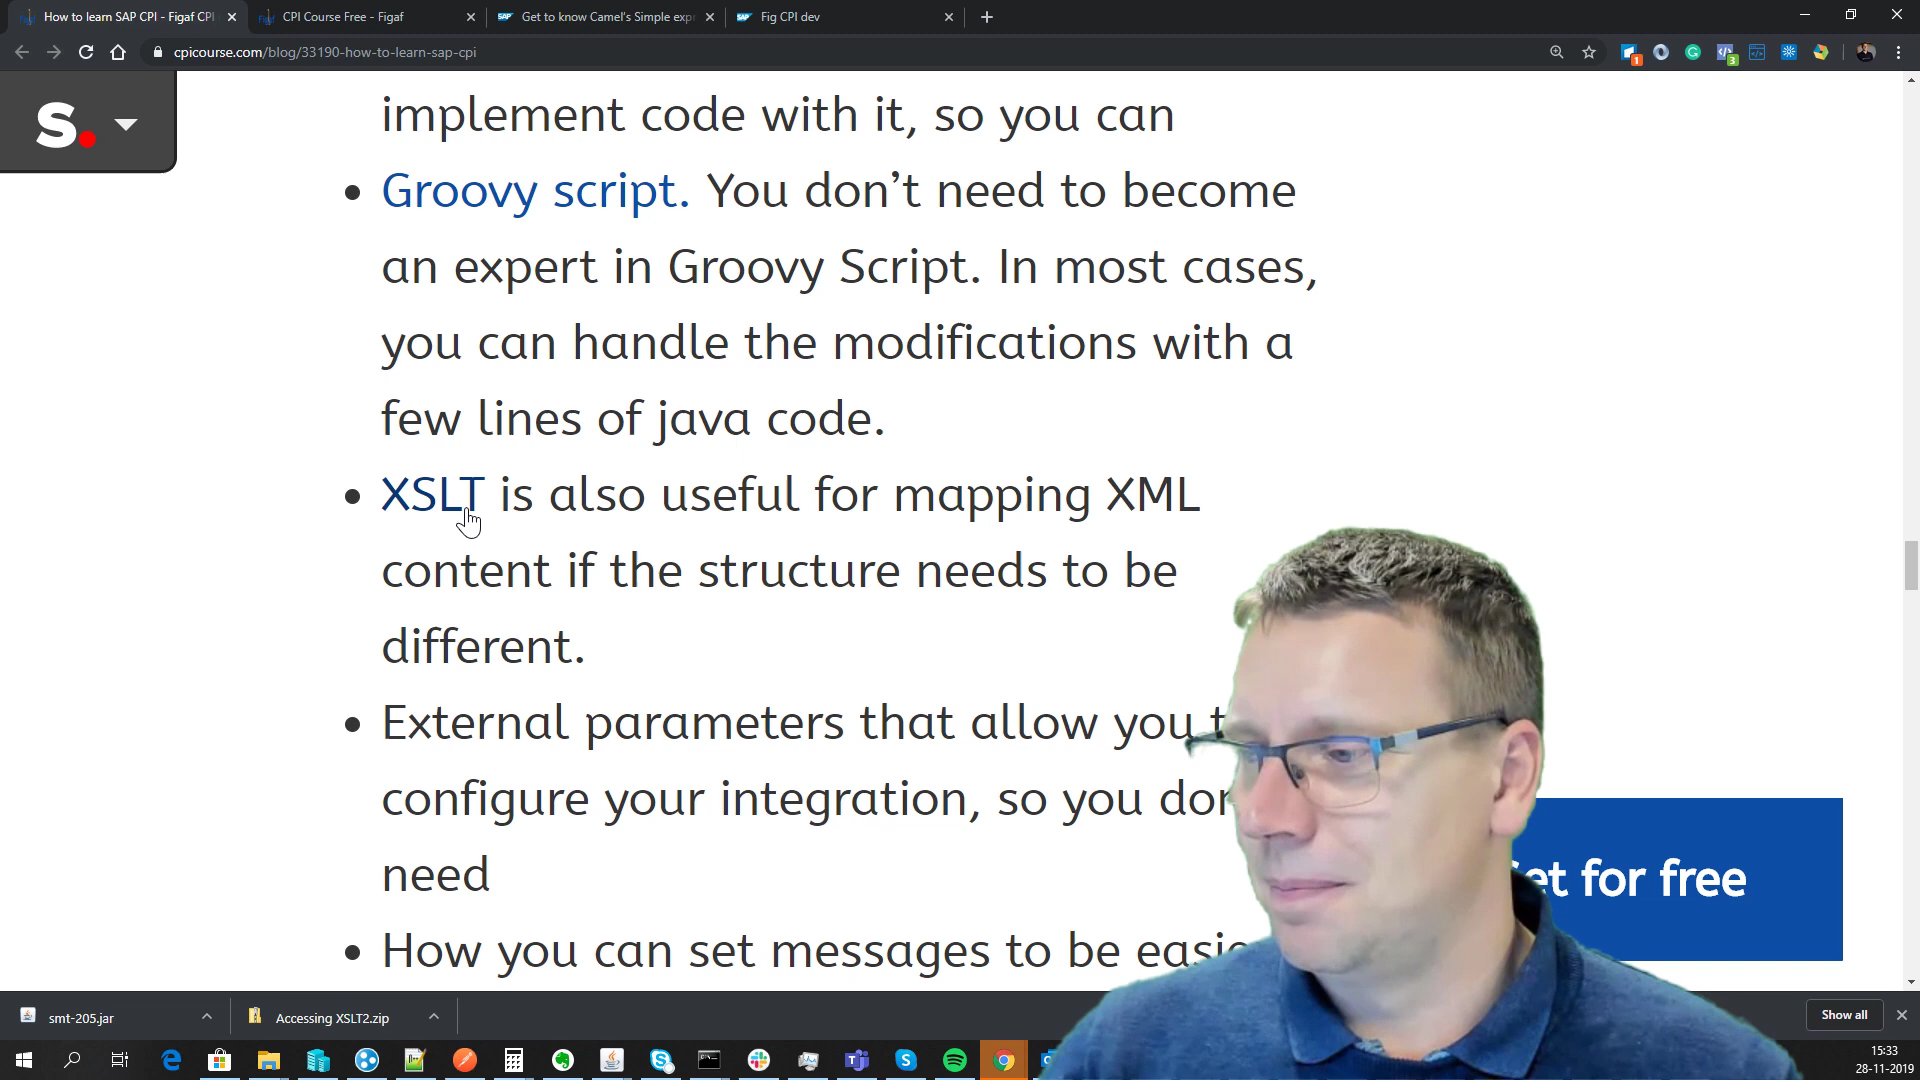 How to learn SAP CPI - Figaf CPI
CPI Course Free - Figaf
Get to know Camel's Simple expr
Fig CPI dev
cpicourse.com/blog/33190-how-to-learn-sap-cpi
1
3
S.
implement code with it, so you can
Groovy script. You don't need to become
an expert in Groovy Script. In most cases,
you can handle the modifications with a
few lines of java code.
XSLT is also useful for mapping XML
content if the structure needs to be
different.
External parameters that allow you
configure your integration, so you
need
How you can set messages to be
for free
smt-205.jar
Accessing XSLT2.zip
Show all
15:33
28-11-2019